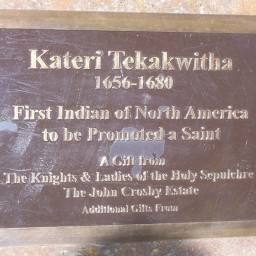 Kateri Tekakwitha
1656-1680
First Indian of North America
to be Promoted a Saint
A Gift from
The Knights & Ladies of the Holy Sepulchre
The John Crosby Estate
Additional Gifts From